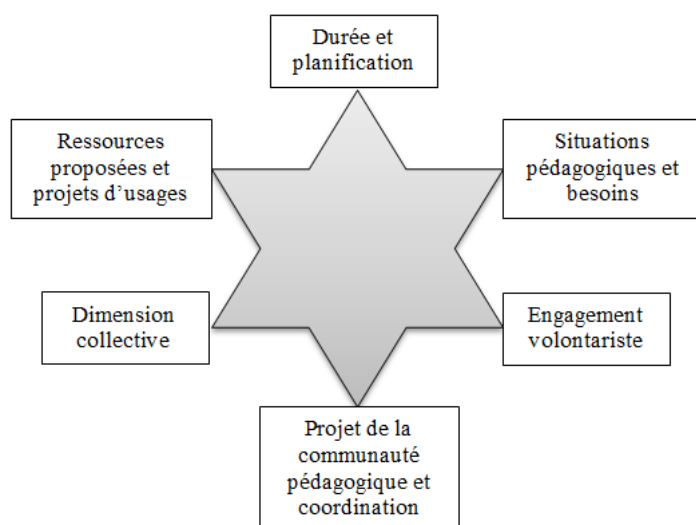 Durée et
planification
Ressources
proposées et
projets d'usages
Situations
pédagogiques et
besoins
Dimension
collective
Engagement
volontariste
Projet de la
communauté
pédagogique et
coordination